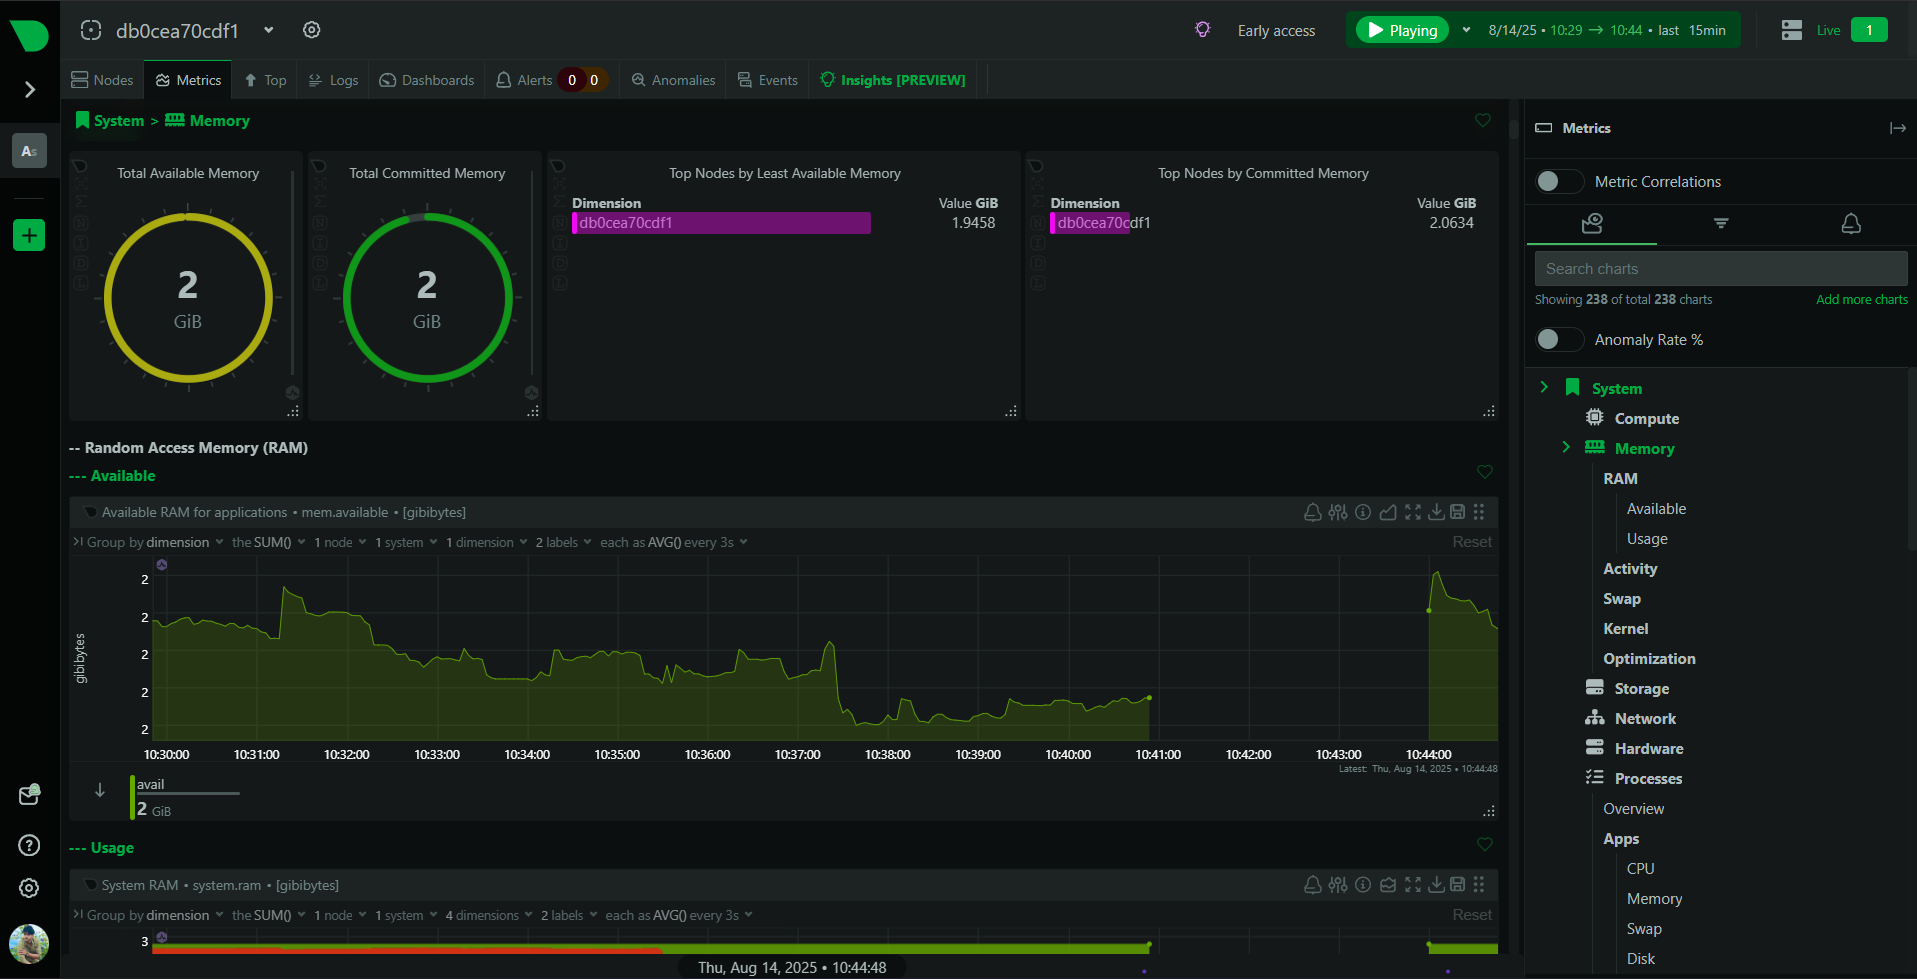 db0cea70cdf1
Early access
Playing
8/14/25 • 10:29 → 10:44 • last 15min
Live
1
Nodes
Metrics
Top
Logs
Dashboards
Alerts 0 0
Anomalies
Events
Insights [PREVIEW]
As
System > Memory
Total Available Memory
2
GiB
Total Committed Memory
2
GiB
Top Nodes by Least Available Memory
Dimension Value GiB
db0cea70cdf1 1.9458
Top Nodes by Committed Memory
Dimension Value GiB
db0cea70cdf1 2.0634
-- Random Access Memory (RAM)
--- Available
Available RAM for applications • mem.available • [gibibytes]
Group by dimension the SUM() 1 node 1 system 1 dimension 2 labels each as AVG() every 3s Reset
gibibytes
2
2
2
2
2
10:30:00 10:31:00 10:32:00 10:33:00 10:34:00 10:35:00 10:36:00 10:37:00 10:38:00 10:39:00 10:40:00 10:41:00 10:42:00 10:43:00 10:44:00
Latest: Thu, Aug 14, 2025 • 10:44:48
avail
2 GiB
--- Usage
System RAM • system.ram • [gibibytes]
Group by dimension the SUM() 1 node 1 system 4 dimensions 2 labels each as AVG() every 3s Reset
3
Thu, Aug 14, 2025 • 10:44:48
Metrics
Metric Correlations
Search charts
Showing 238 of total 238 charts
Add more charts
Anomaly Rate %
System
Compute
Memory
RAM
Available
Usage
Activity
Swap
Kernel
Optimization
Storage
Network
Hardware
Processes
Overview
Apps
CPU
Memory
Swap
Disk